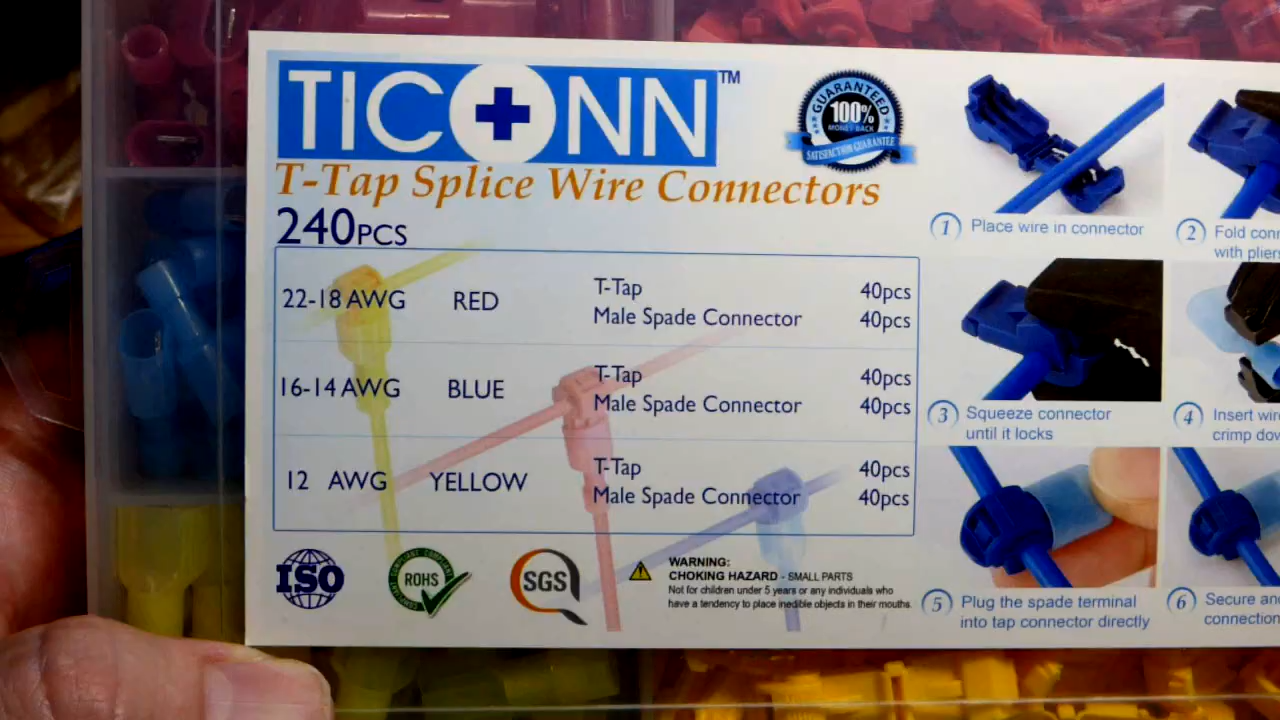 TICONN™
T-Tap Splice Wire Connectors
240PCS
GUARANTEED
100%
MONEY BACK
SATISFACTION GUARANTEE
22-18 AWG RED T-Tap 40pcs
Male Spade Connector 40pcs
16-14 AWG BLUE T-Tap 40pcs
Male Spade Connector 40pcs
12 AWG YELLOW T-Tap 40pcs
Male Spade Connector 40pcs
ISO
ROHS
SGS
WARNING:
CHOKING HAZARD - SMALL PARTS
Not for children under 5 years or any individuals who
have a tendency to place inedible objects in their mouths.
1 Place wire in connector
2 Fold
with pliers
3 Squeeze connector
until it locks
4 Insert
crimp
5 Plug the spade terminal
into tap connector directly
6 Secure
connection